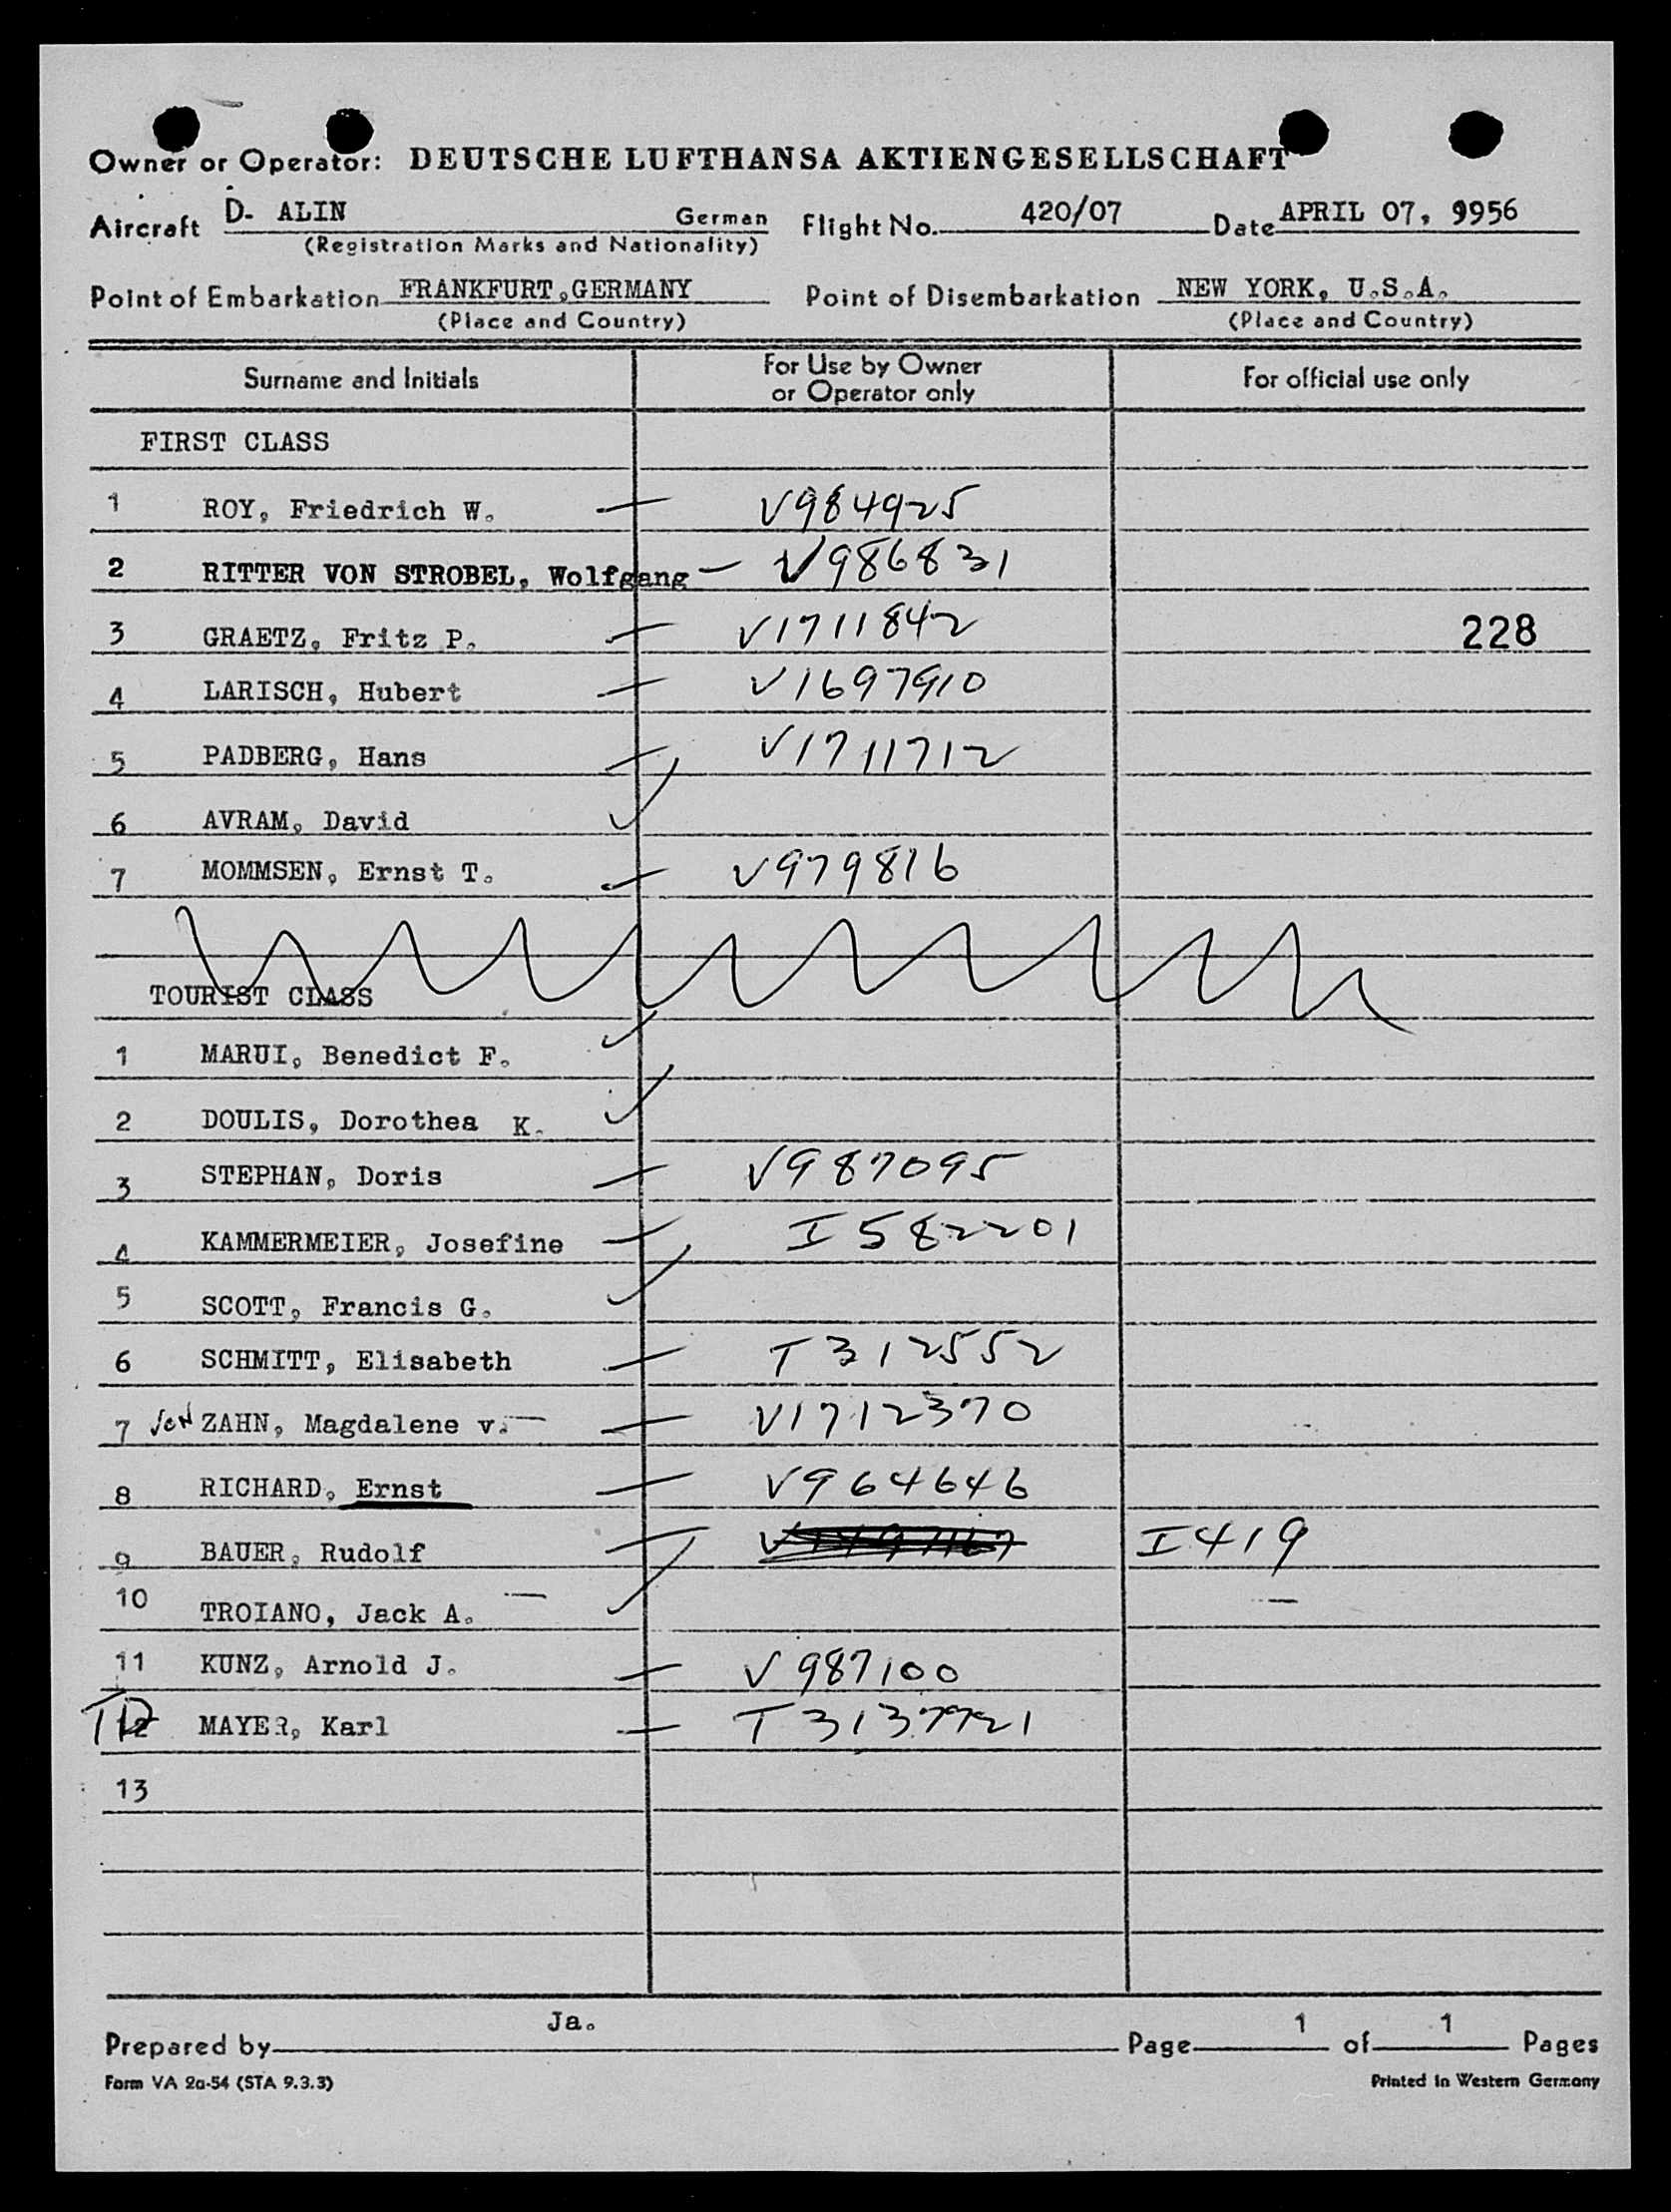 Owner or Operator: DEUTSCHE LUFTHANSA AKTIENGESELLSCHAFT
Aircraft D- ALIN German Flight No. 420/07 Date APRIL 07, 9956
(Registration Marks and Nationality)
Point of Embarkation FRANKFURT,GERMANY Point of Disembarkation NEW YORK, U.S.A.
(Place and Country) (Place and Country)
Surname and Initials For Use by Owner or Operator only For official use only
FIRST CLASS
1 ROY, Friedrich W. — V984925
2 RITTER VON STROBEL, Wolfgang — V986831
3 GRAETZ, Fritz P. — V1711842 228
4 LARISCH, Hubert — V1697910
5 PADBERG, Hans — V1711712
6 AVRAM, David ✓
7 MOMMSEN, Ernst T. — V979816
TOURIST CLASS
1 MARUI, Benedict F. ✓
2 DOULIS, Dorothea K. ✓
3 STEPHAN, Doris — V987095
4 KAMMERMEIER, Josefine — I582201
5 SCOTT, Francis G. ✓
6 SCHMITT, Elisabeth — T312552
7 von ZAHN, Magdalene v. — V1712370
8 RICHARD, Ernst — V964646
9 BAUER, Rudolf — I419
10 TROIANO, Jack A. — ✓ —
11 KUNZ, Arnold J. — V987100
12 MAYER, Karl — T3137721
13
Prepared by Ja. Page 1 of 1 Pages
Form VA 2a-54 (STA 9.3.3) Printed in Western Germany